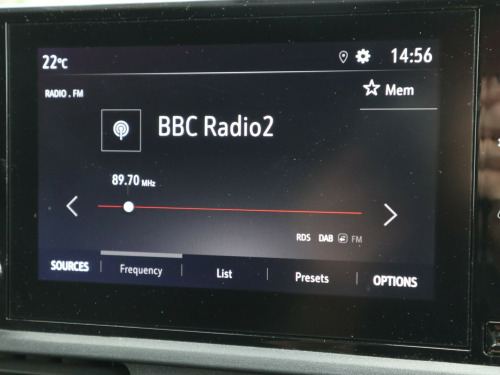 22°C 14:56
RADIO . FM
Mem
BBC Radio2
89.70 MHz
RDS DAB FM
SOURCES Frequency List Presets OPTIONS